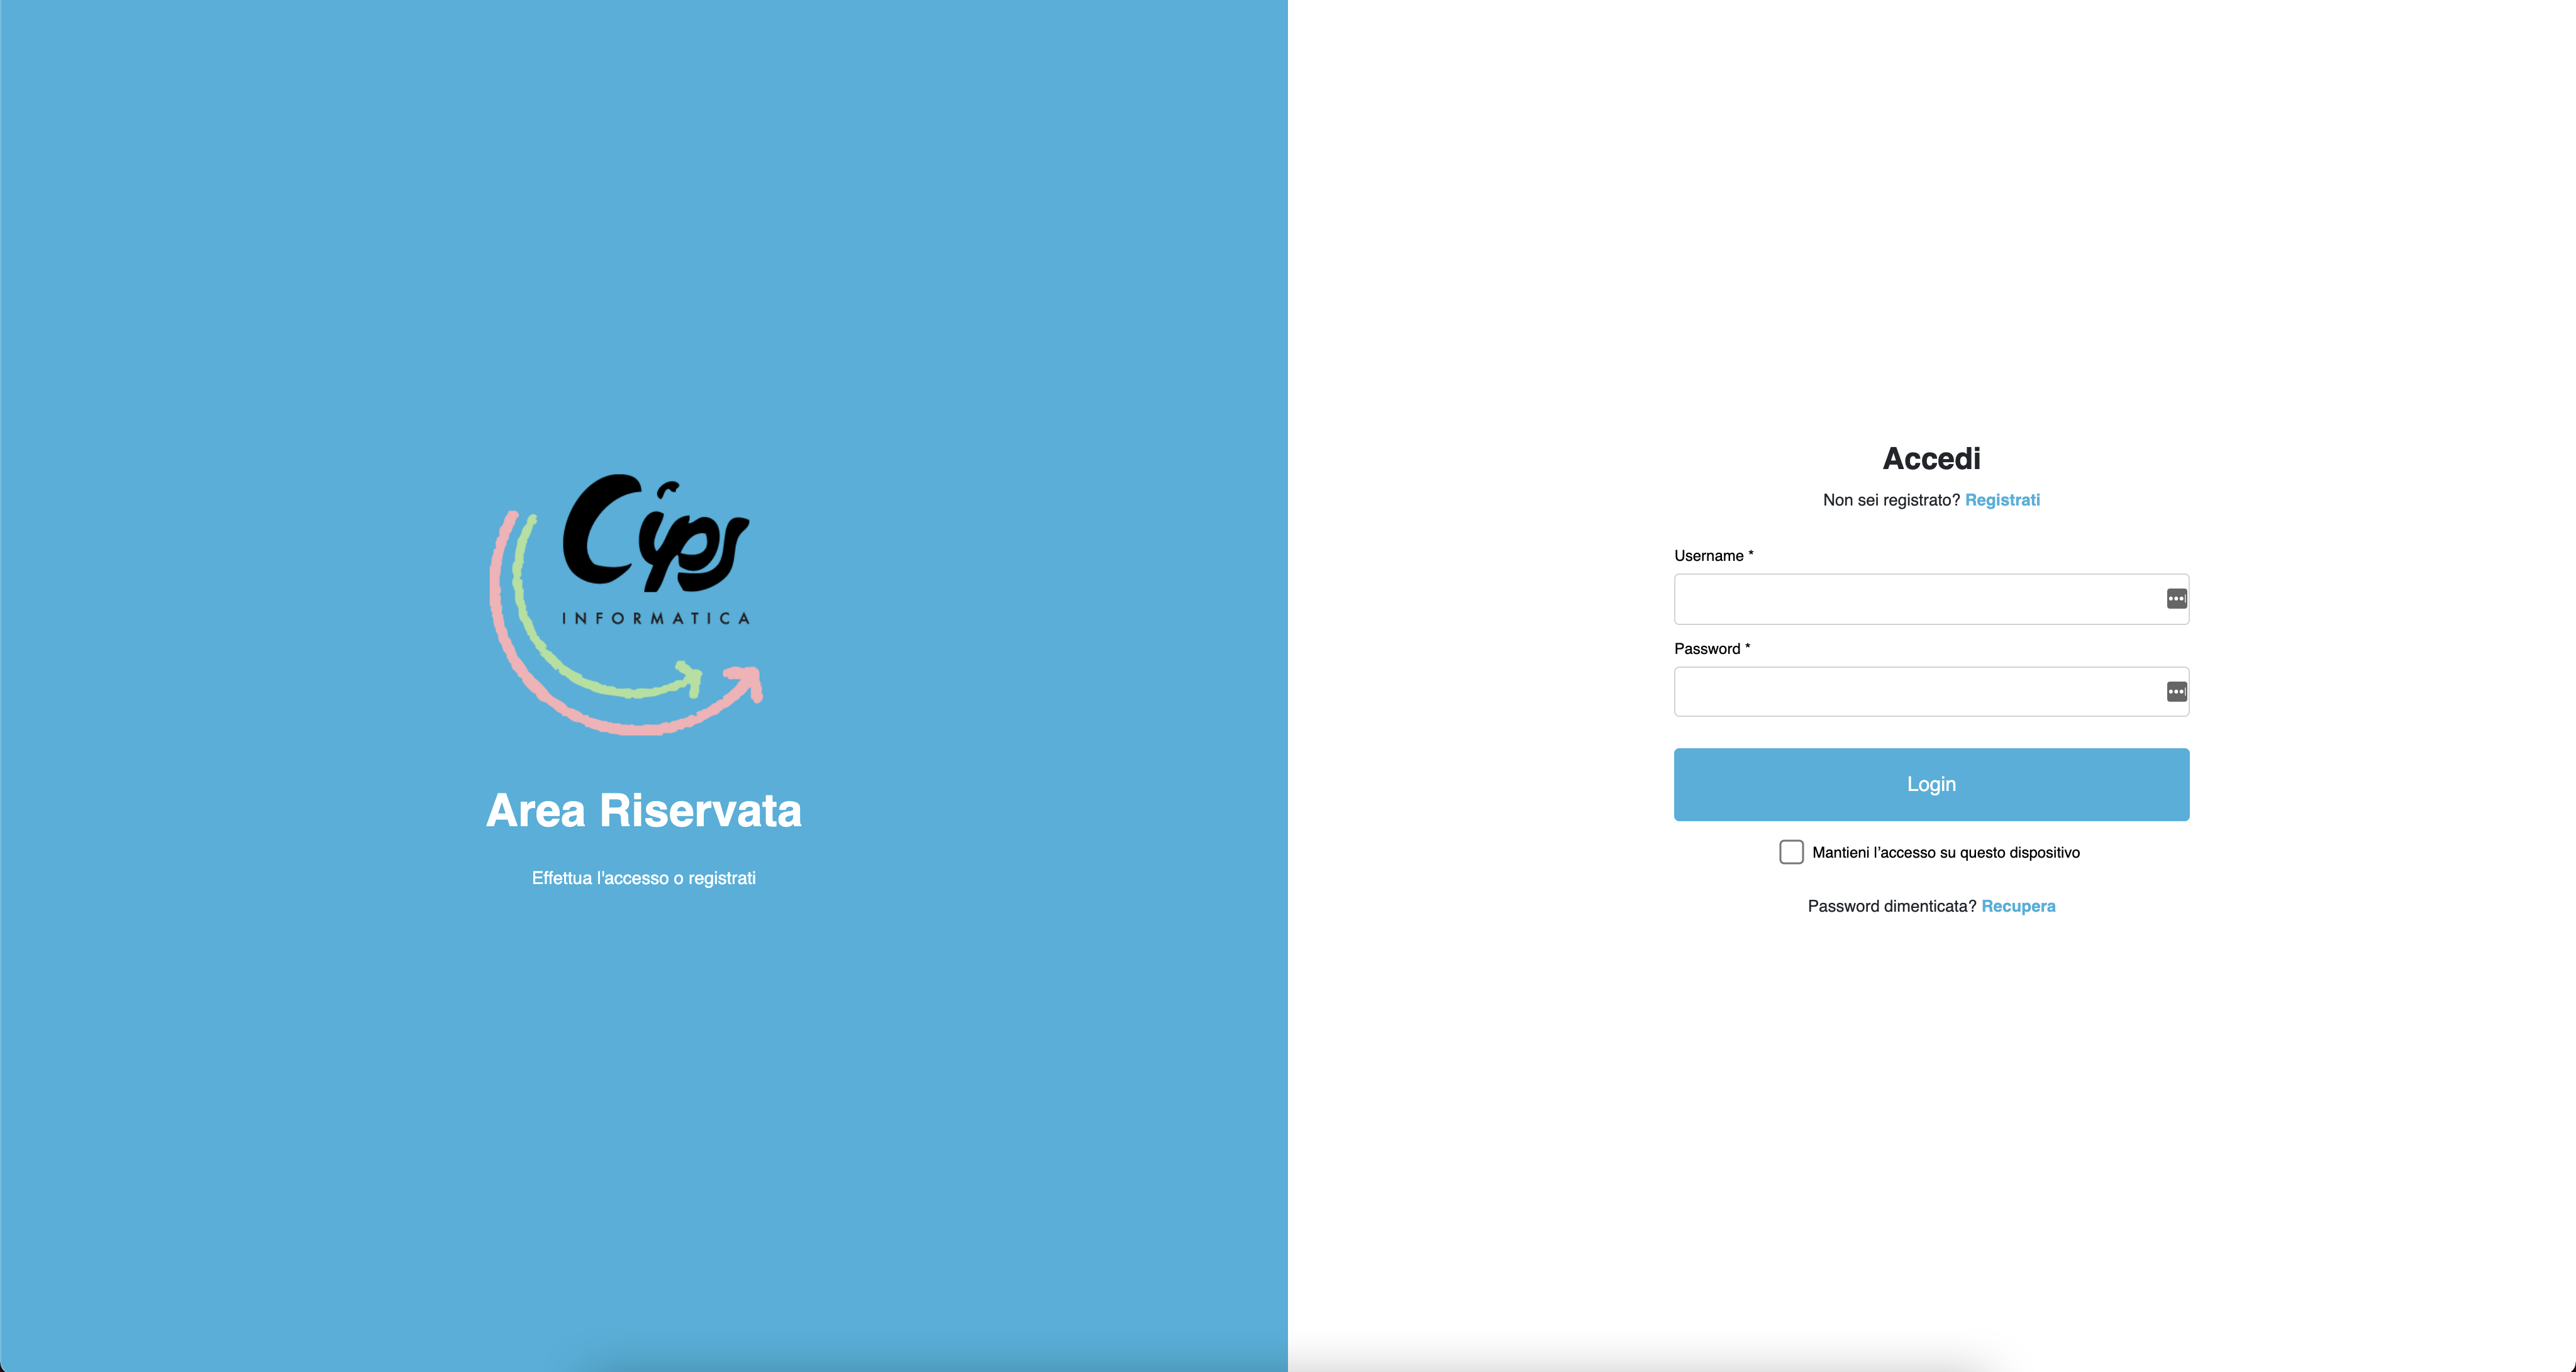 Cips
INFORMATICA
Area Riservata
Effettua l'accesso o registrati
Accedi
Non sei registrato? Registrati
Username *
Password *
Login
Mantieni l'accesso su questo dispositivo
Password dimenticata? Recupera